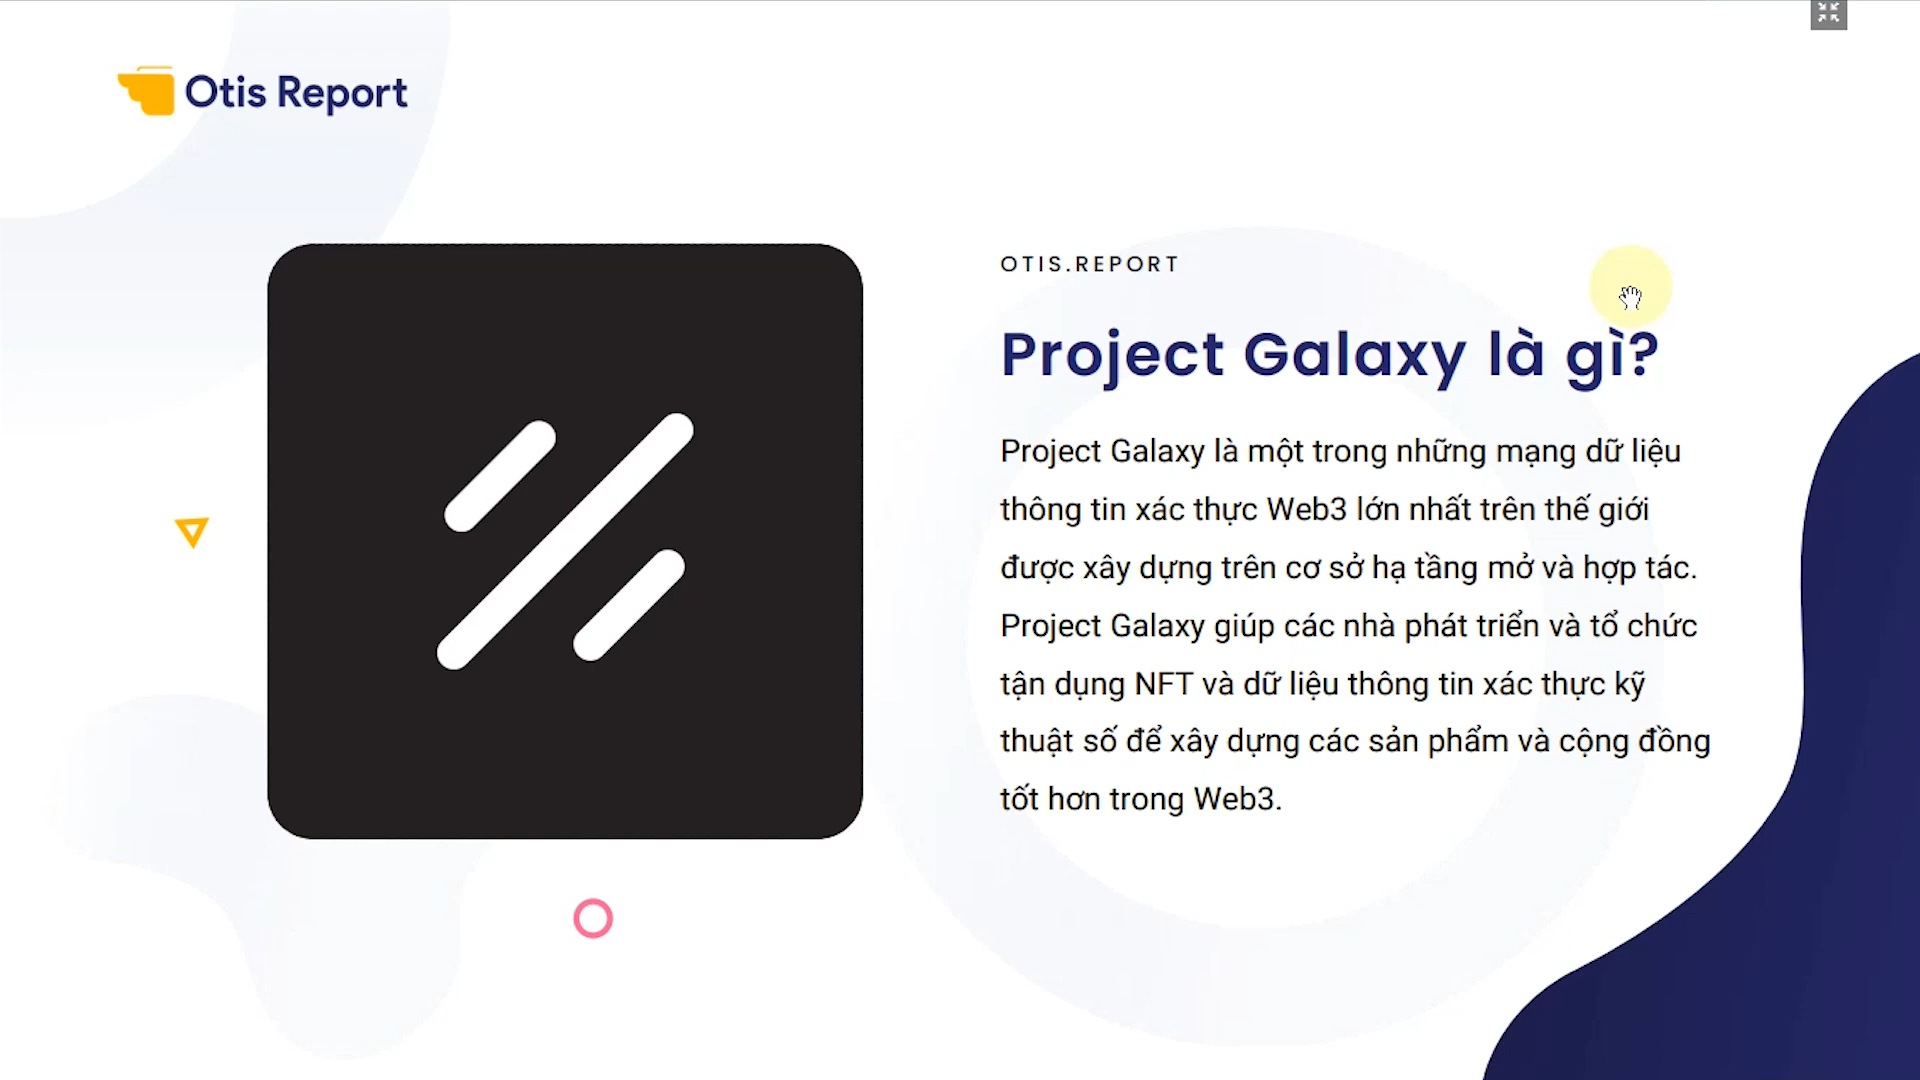 Otis Report
OTIS.REPORT
Project Galaxy là gì?
Project Galaxy là một trong những mạng dữ liệu
thông tin xác thực Web3 lớn nhất trên thế giới
được xây dựng trên cơ sở hạ tầng mở và hợp tác.
Project Galaxy giúp các nhà phát triển và tổ chức
tận dụng NFT và dữ liệu thông tin xác thực kỹ
thuật số để xây dựng các sản phẩm và cộng đồng
tốt hơn trong Web3.